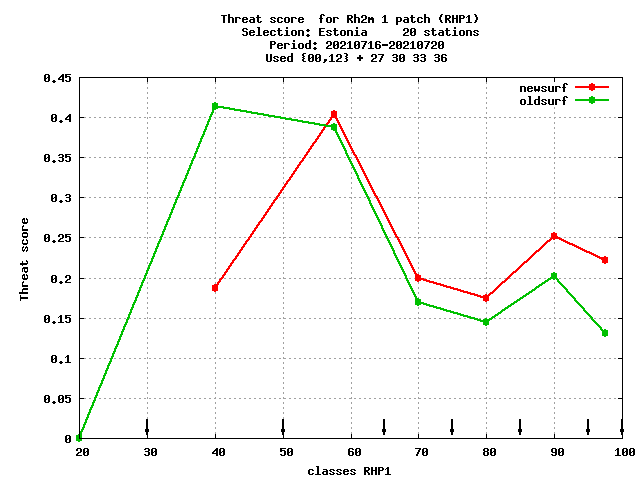 Threat score  for Rh2m 1 patch (RHP1)
Selection: Estonia     20 stations
Period: 20210716-20210720
Used {00,12} + 27 30 33 36
newsurf
oldsurf
0.45
0.4
0.35
0.3
0.25
0.2
0.15
0.1
0.05
0
Threat score
20 30 40 50 60 70 80 90 100
classes RHP1